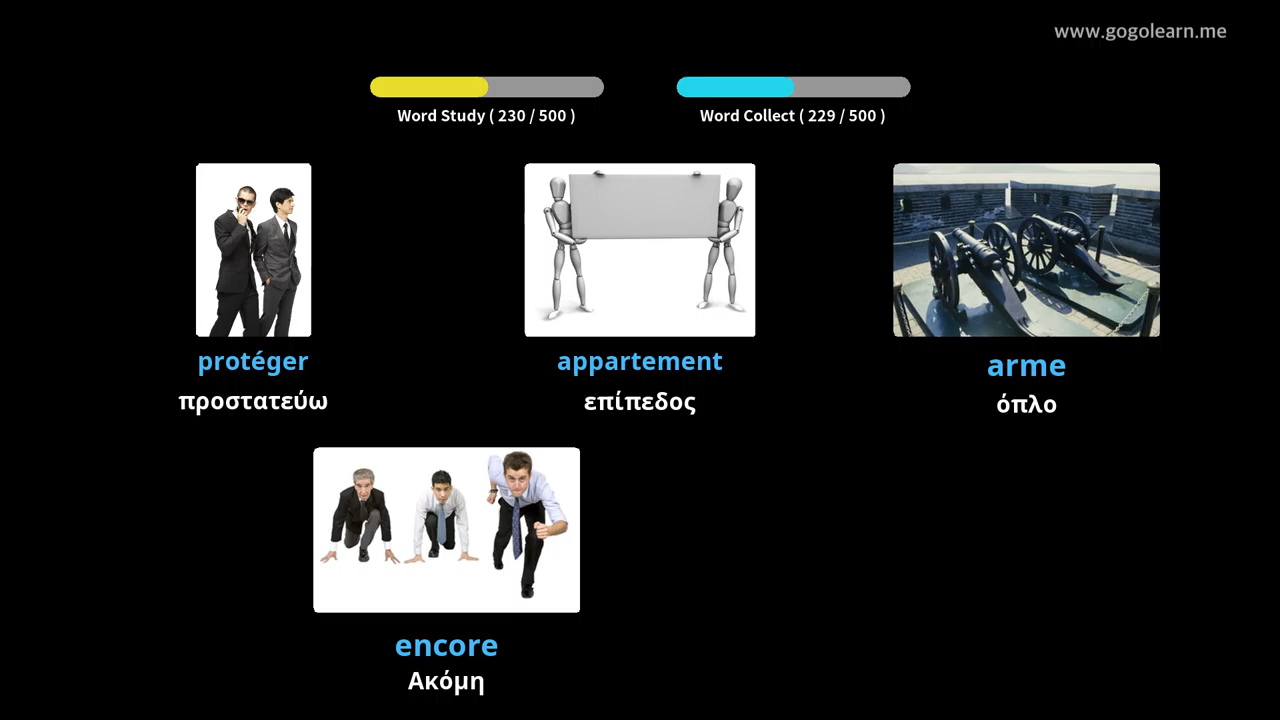 www.gogolearn.me
Word Study ( 230 / 500 )
Word Collect ( 229 / 500 )
protéger
προστατεύω
appartement
επίπεδος
arme
όπλο
encore
Ακόμη